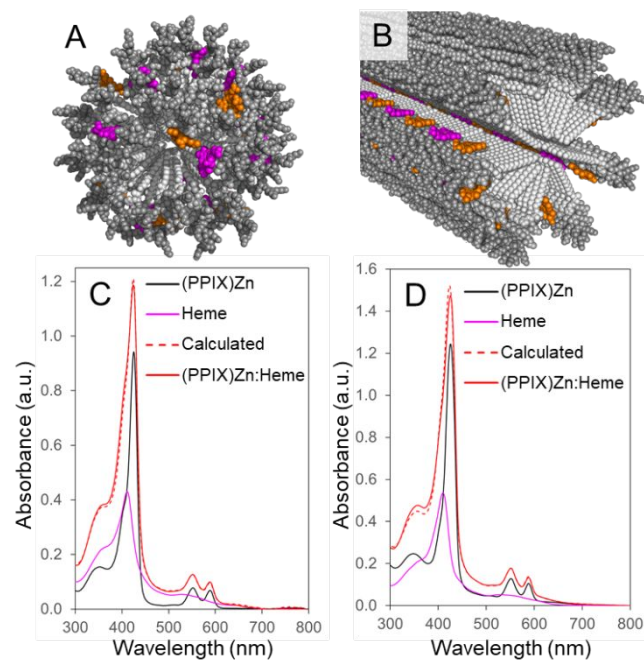 A
B
C
(PPIX)Zn
Heme
Calculated
(PPIX)Zn:Heme
Absorbance (a.u.)
1.2
1.0
0.8
0.6
0.4
0.2
0.0
300 400 500 600 700 800
Wavelength (nm)
D
(PPIX)Zn
Heme
Calculated
(PPIX)Zn:Heme
Absorbance (a.u.)
1.6
1.4
1.2
1.0
0.8
0.6
0.4
0.2
0.0
300 400 500 600 700 800
Wavelength (nm)